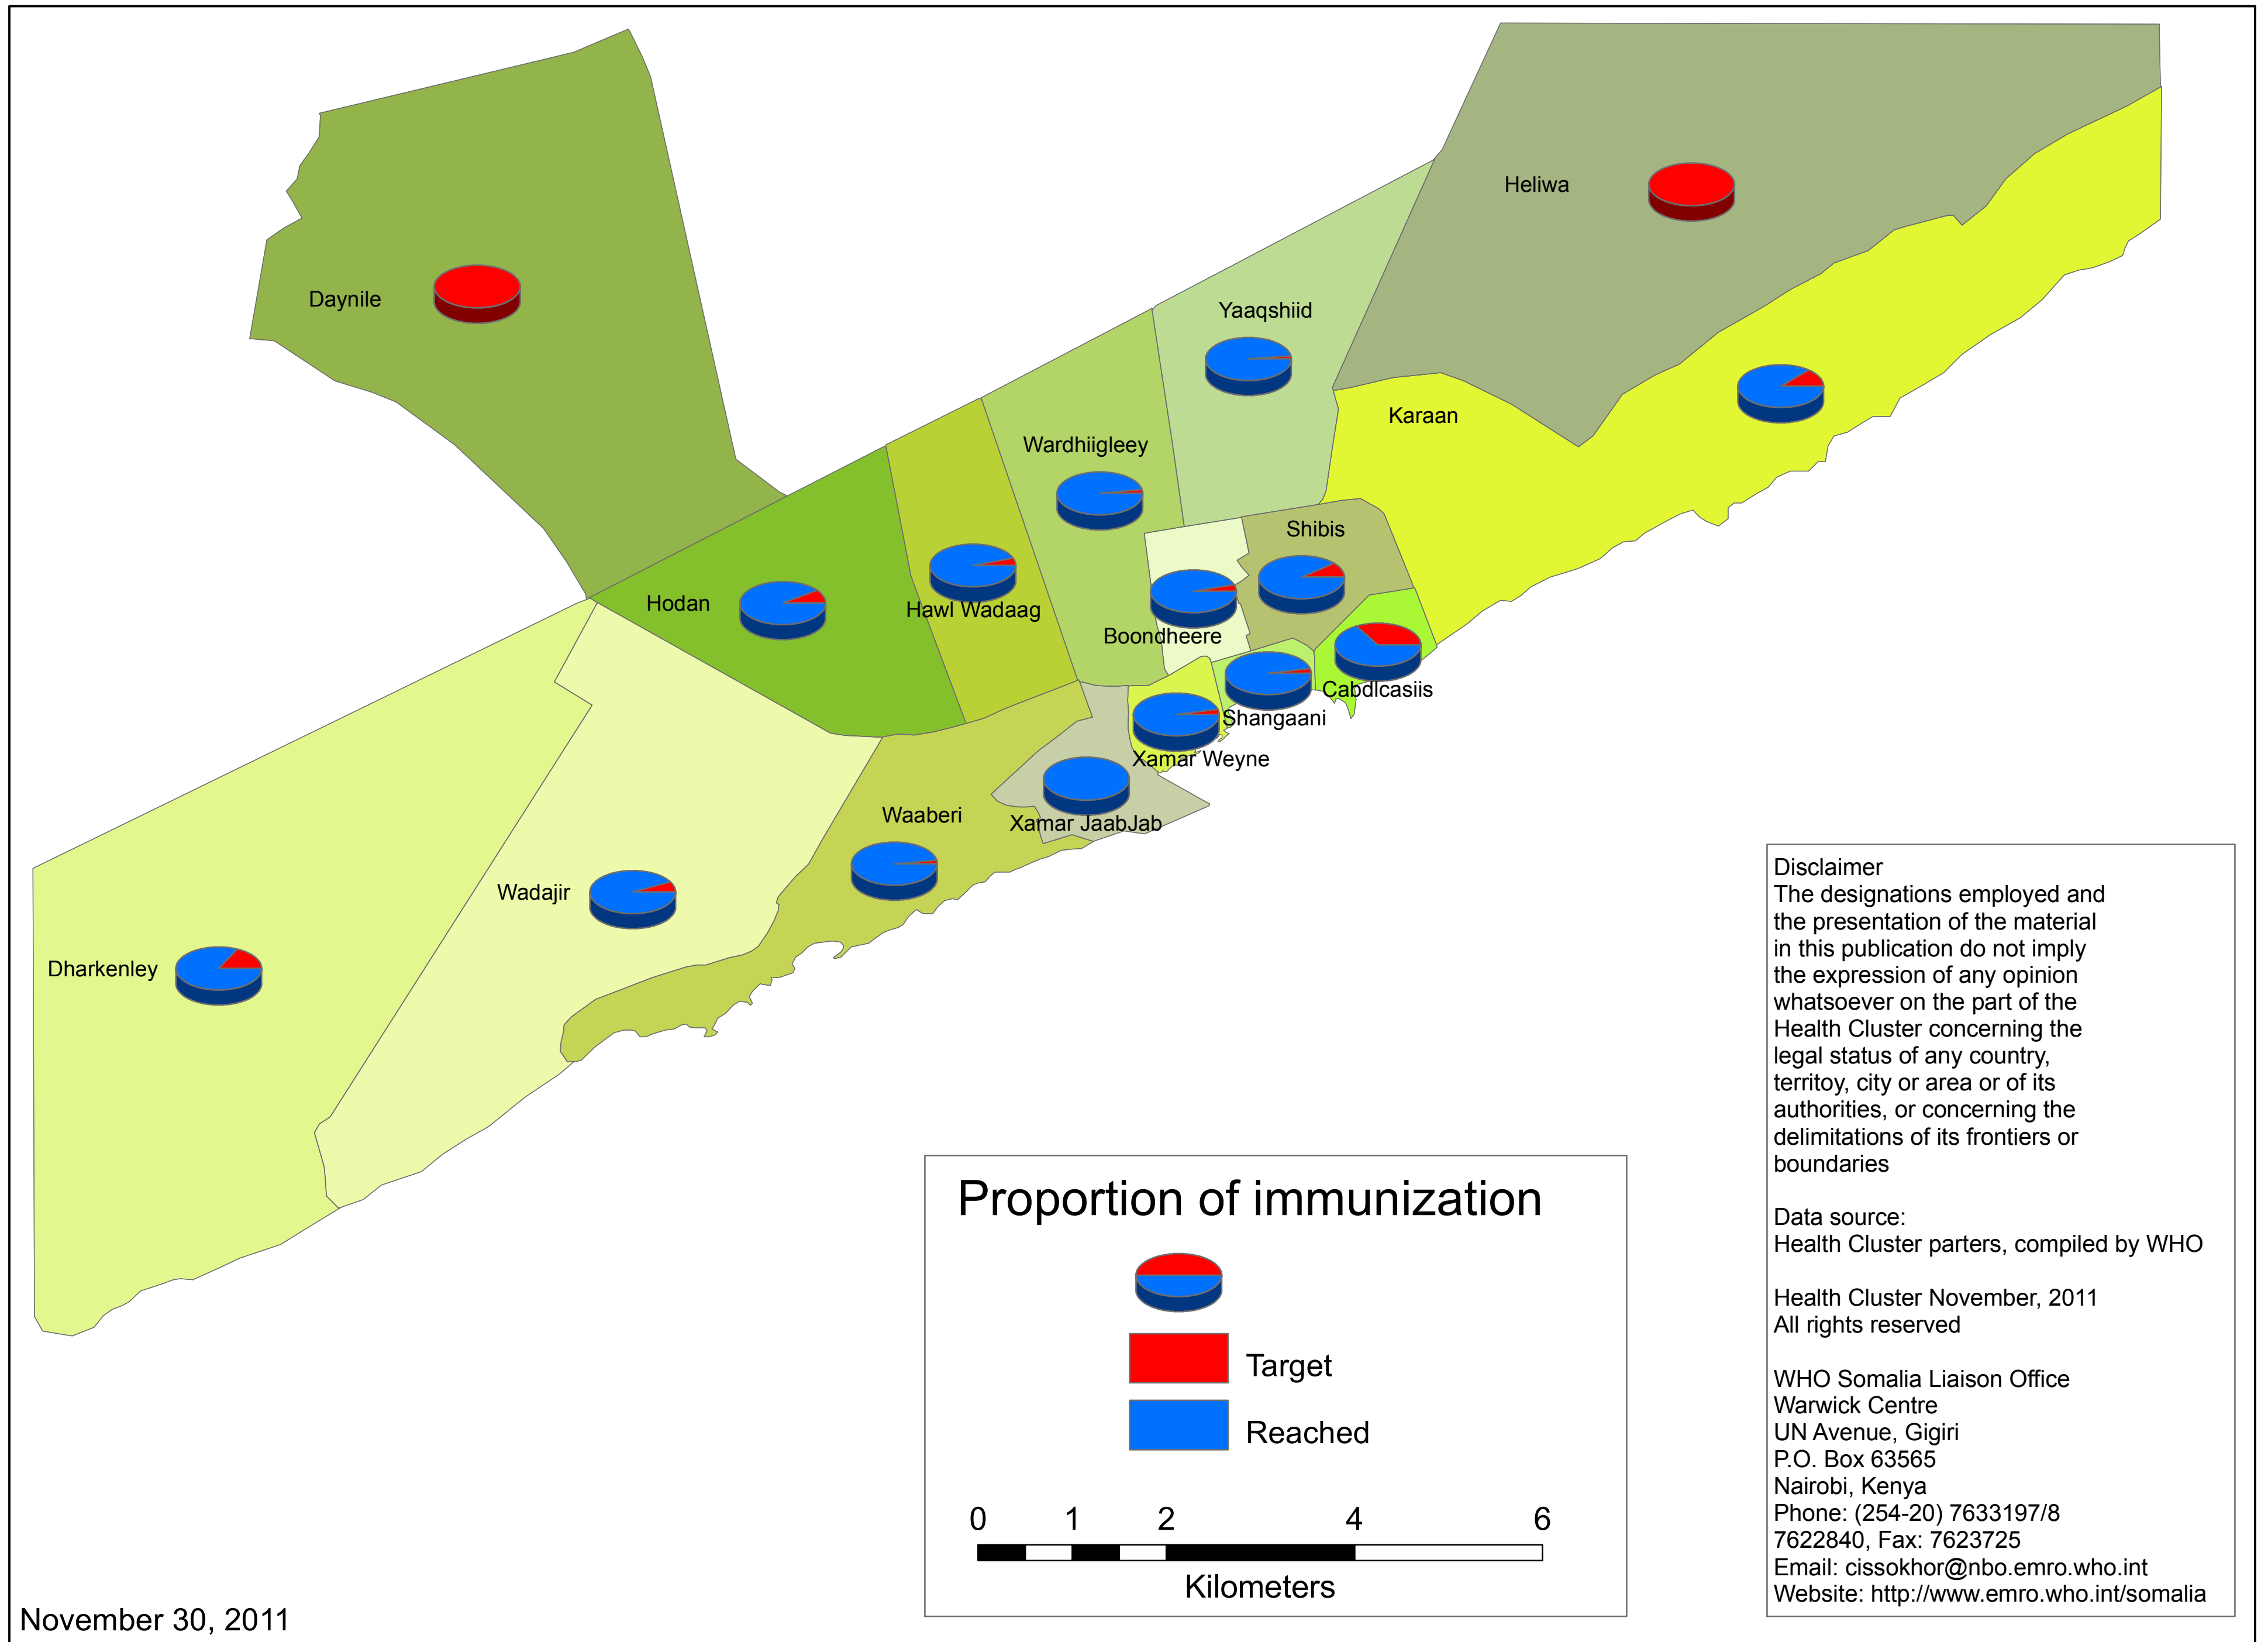 Heliwa
Daynile
Yaaqshiid
Karaan
Wardhiigleey
Shibis
Hodan
Hawl Wadaag
Boondheere
Cabdlcasiis
Shangaani
Xamar Weyne
Waaberi
Xamar JaabJab
Wadajir
Dharkenley
Proportion of immunization
Target
Reached
0 1 2 4 6
Kilometers
November 30, 2011
Disclaimer
The designations employed and
the presentation of the material
in this publication do not imply
the expression of any opinion
whatsoever on the part of the
Health Cluster concerning the
legal status of any country,
territoy, city or area or of its
authorities, or concerning the
delimitations of its frontiers or
boundaries
Data source:
Health Cluster parters, compiled by WHO
Health Cluster November, 2011
All rights reserved
WHO Somalia Liaison Office
Warwick Centre
UN Avenue, Gigiri
P.O. Box 63565
Nairobi, Kenya
Phone: (254-20) 7633197/8
7622840, Fax: 7623725
Email: cissokhor@nbo.emro.who.int
Website: http://www.emro.who.int/somalia